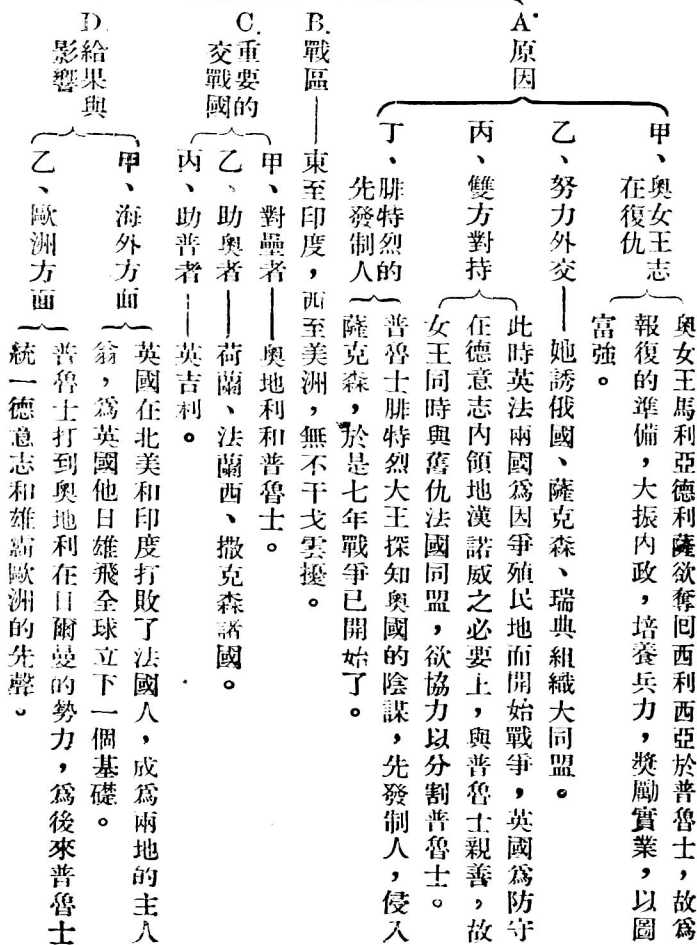 A.原因
甲、奧女王志
在復仇
奧女王馬利亞德利薩欲奪回西利西亞於普魯士，故爲
報復的準備，大振內政，培養兵力，獎勵實業，以圖
富強。
乙、努力外交——她誘俄國、薩克森、瑞典組織大同盟。
丙、雙方對持
此時英法兩國爲因爭殖民地而開始戰爭，英國爲防守
在德意志內領地漢諾威之必要上，與普魯士親善，故
女王同時與舊仇法國同盟，欲協力以分割普魯士。
丁、腓特烈的
先發制人
普魯士腓特烈大王探知奧國的陰謀，先發制人，侵入
薩克森，於是七年戰爭已開始了。
B.戰區——東至印度，西至美洲，無不干戈雲擾。
C.重要的
交戰國
甲、對壘者——奧地利和普魯士。
乙、助奧者——荷蘭、法蘭西、撒克森諸國。
丙、助普者——英吉利。
D.給果與
影響
甲、海外方面
英國在北美和印度打敗了法國人，成爲兩地的主人
翁，爲英國他日雄飛全球立下一個基礎。
乙、歐洲方面
普魯士打到奧地利在日爾曼的勢力，爲後來普魯士
統一德意志和雄霸歐洲的先聲。